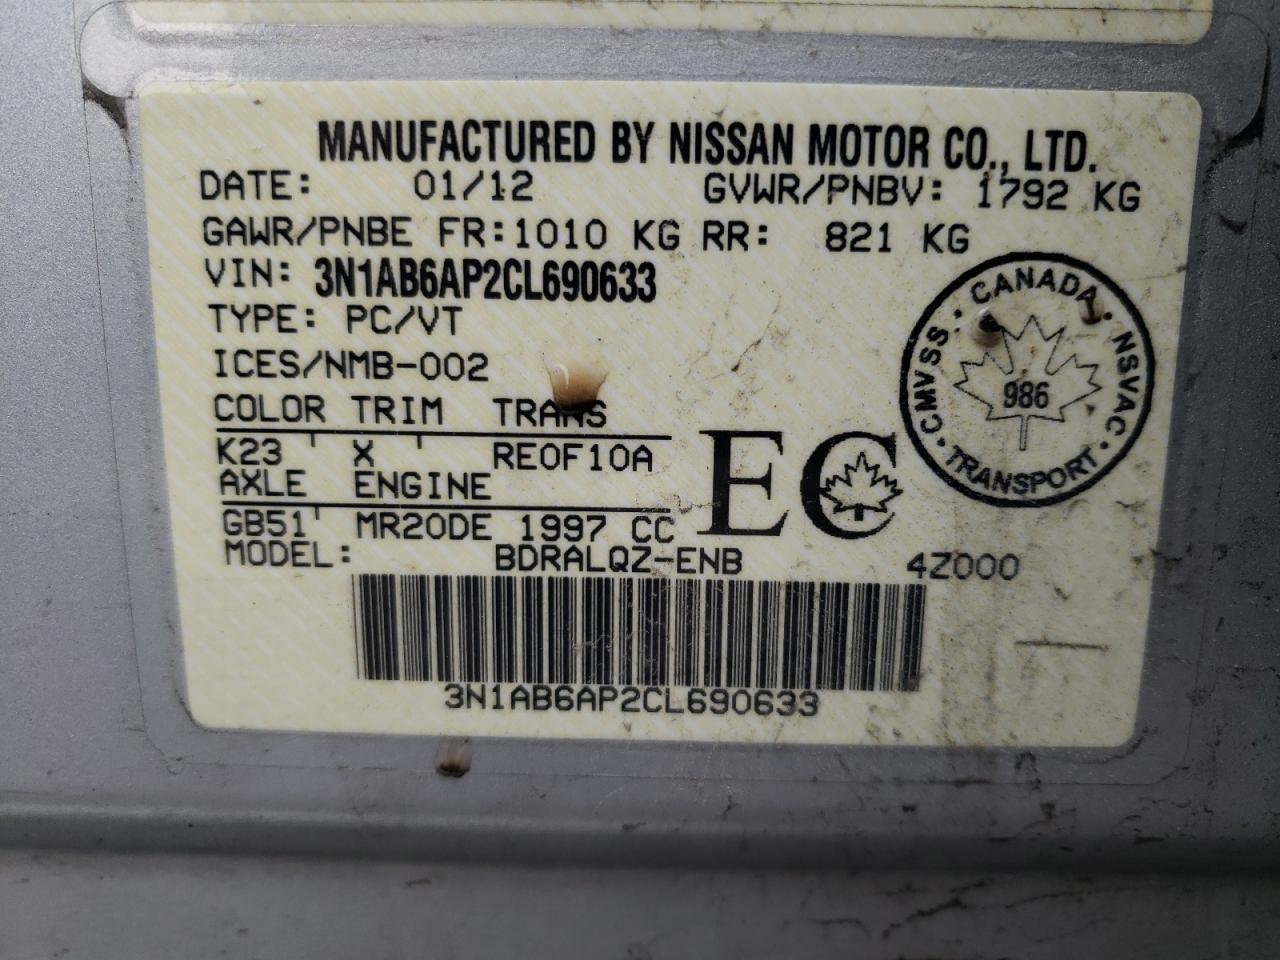 MANUFACTURED BY NISSAN MOTOR CO., LTD.
DATE: 01/12 GVWR/PNBV: 1792 KG
GAWR/PNBE FR:1010 KG RR: 821 KG
VIN: 3N1AB6AP2CL690633
TYPE: PC/VT
ICES/NMB-002
COLOR TRIM TRANS
K23 ' X ' RE0F10A
AXLE ENGINE
GB51' MR20DE 1997 CC
MODEL: BDRALQZ-ENB 4Z000
3N1AB6AP2CL690633
EC
CANADA · NSVAC · TRANSPORT · CMVSS ·
986